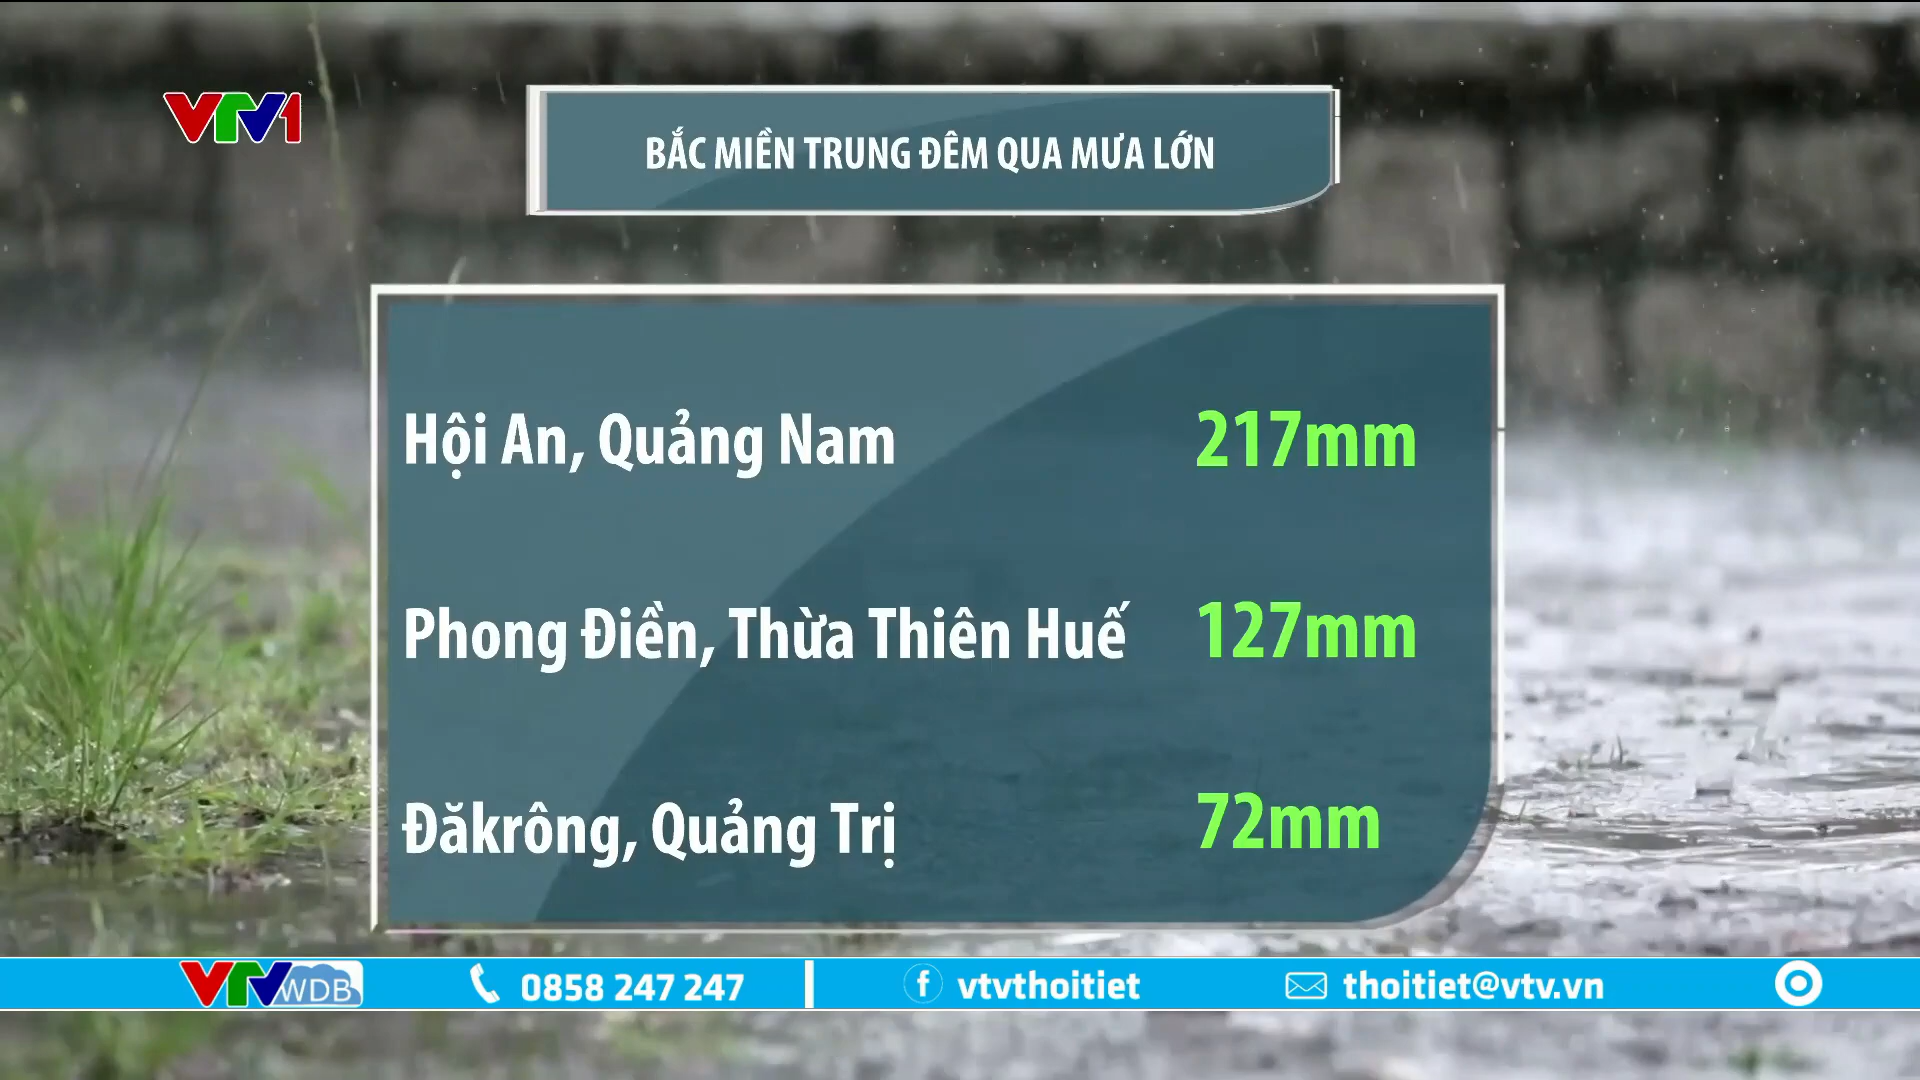 VTV1
BẮC MIỀN TRUNG ĐÊM QUA MƯA LỚN
Hội An, Quảng Nam 217mm
Phong Điền, Thừa Thiên Huế 127mm
Đăkrông, Quảng Trị 72mm
VTV WDB 0858 247 247 vtvthoitiet thoitiet@vtv.vn